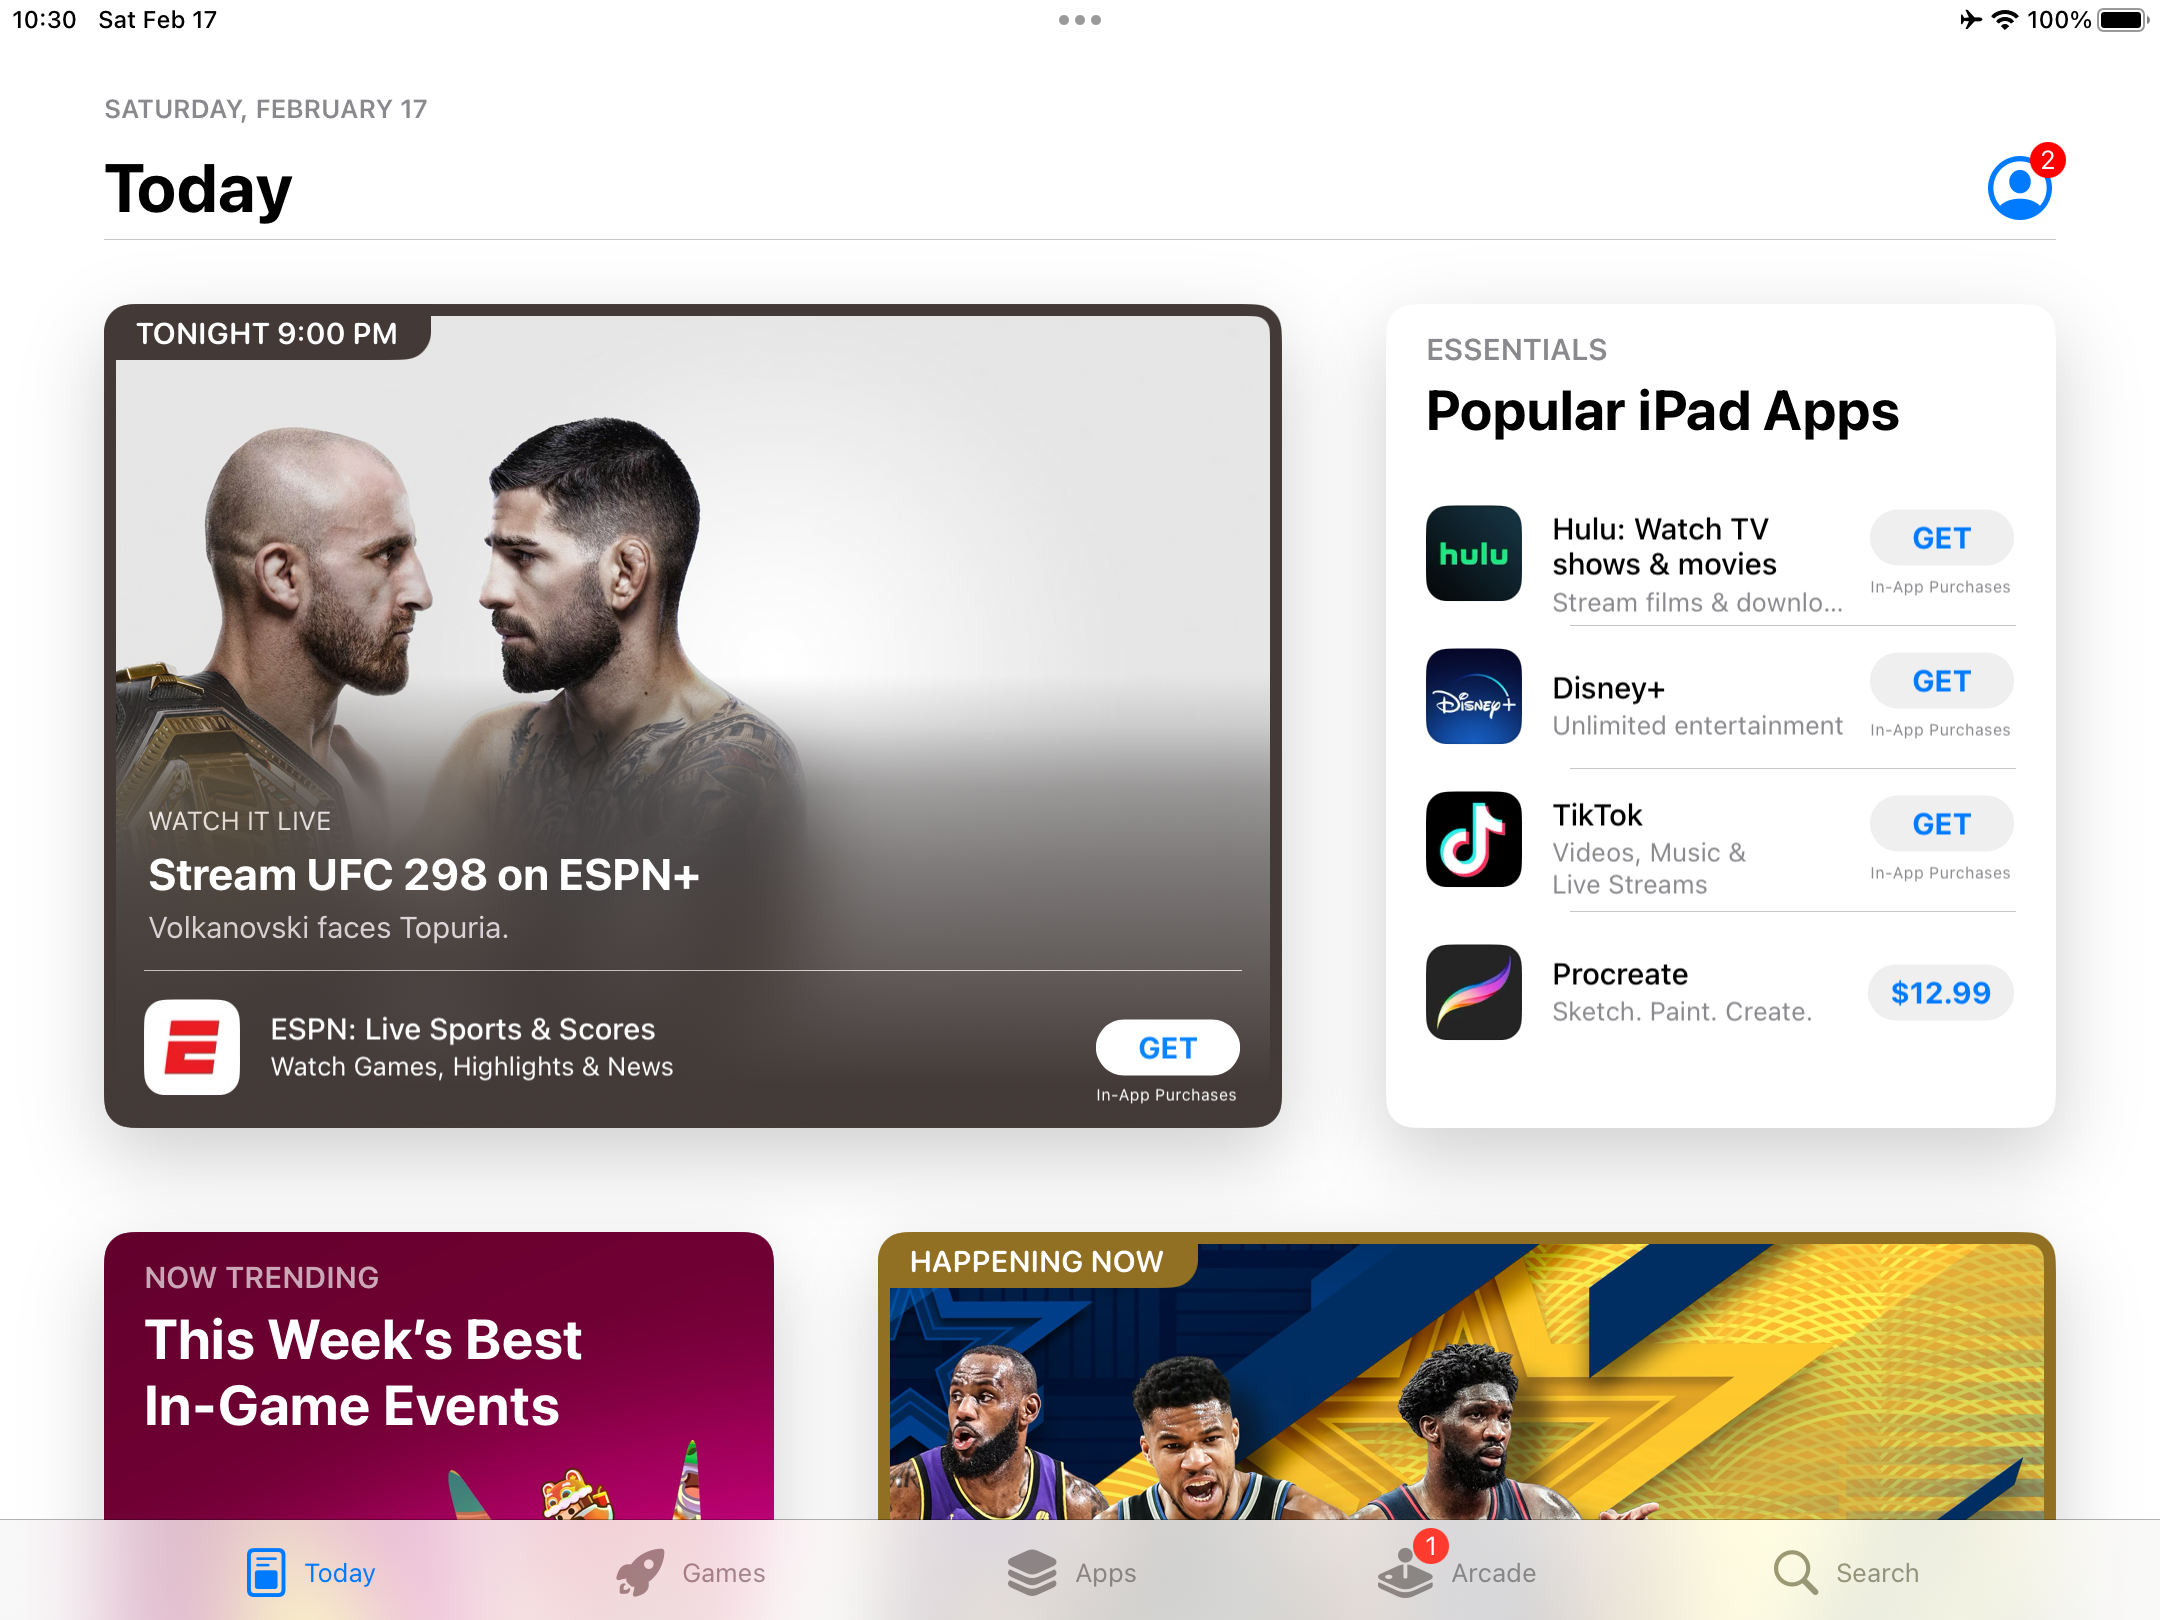 10:30 Sat Feb 17
100%
SATURDAY, FEBRUARY 17
Today
2
TONIGHT 9:00 PM
WATCH IT LIVE
Stream UFC 298 on ESPN+
Volkanovski faces Topuria.
E
ESPN: Live Sports & Scores
Watch Games, Highlights & News
GET
In-App Purchases
ESSENTIALS
Popular iPad Apps
hulu
Hulu: Watch TV
shows & movies
Stream films & downlo...
GET
In-App Purchases
Disney+
Disney+
Unlimited entertainment
GET
In-App Purchases
TikTok
Videos, Music &
Live Streams
GET
In-App Purchases
Procreate
Sketch. Paint. Create.
$12.99
NOW TRENDING
This Week's Best
In-Game Events
HAPPENING NOW
Today
Games
Apps
1
Arcade
Search